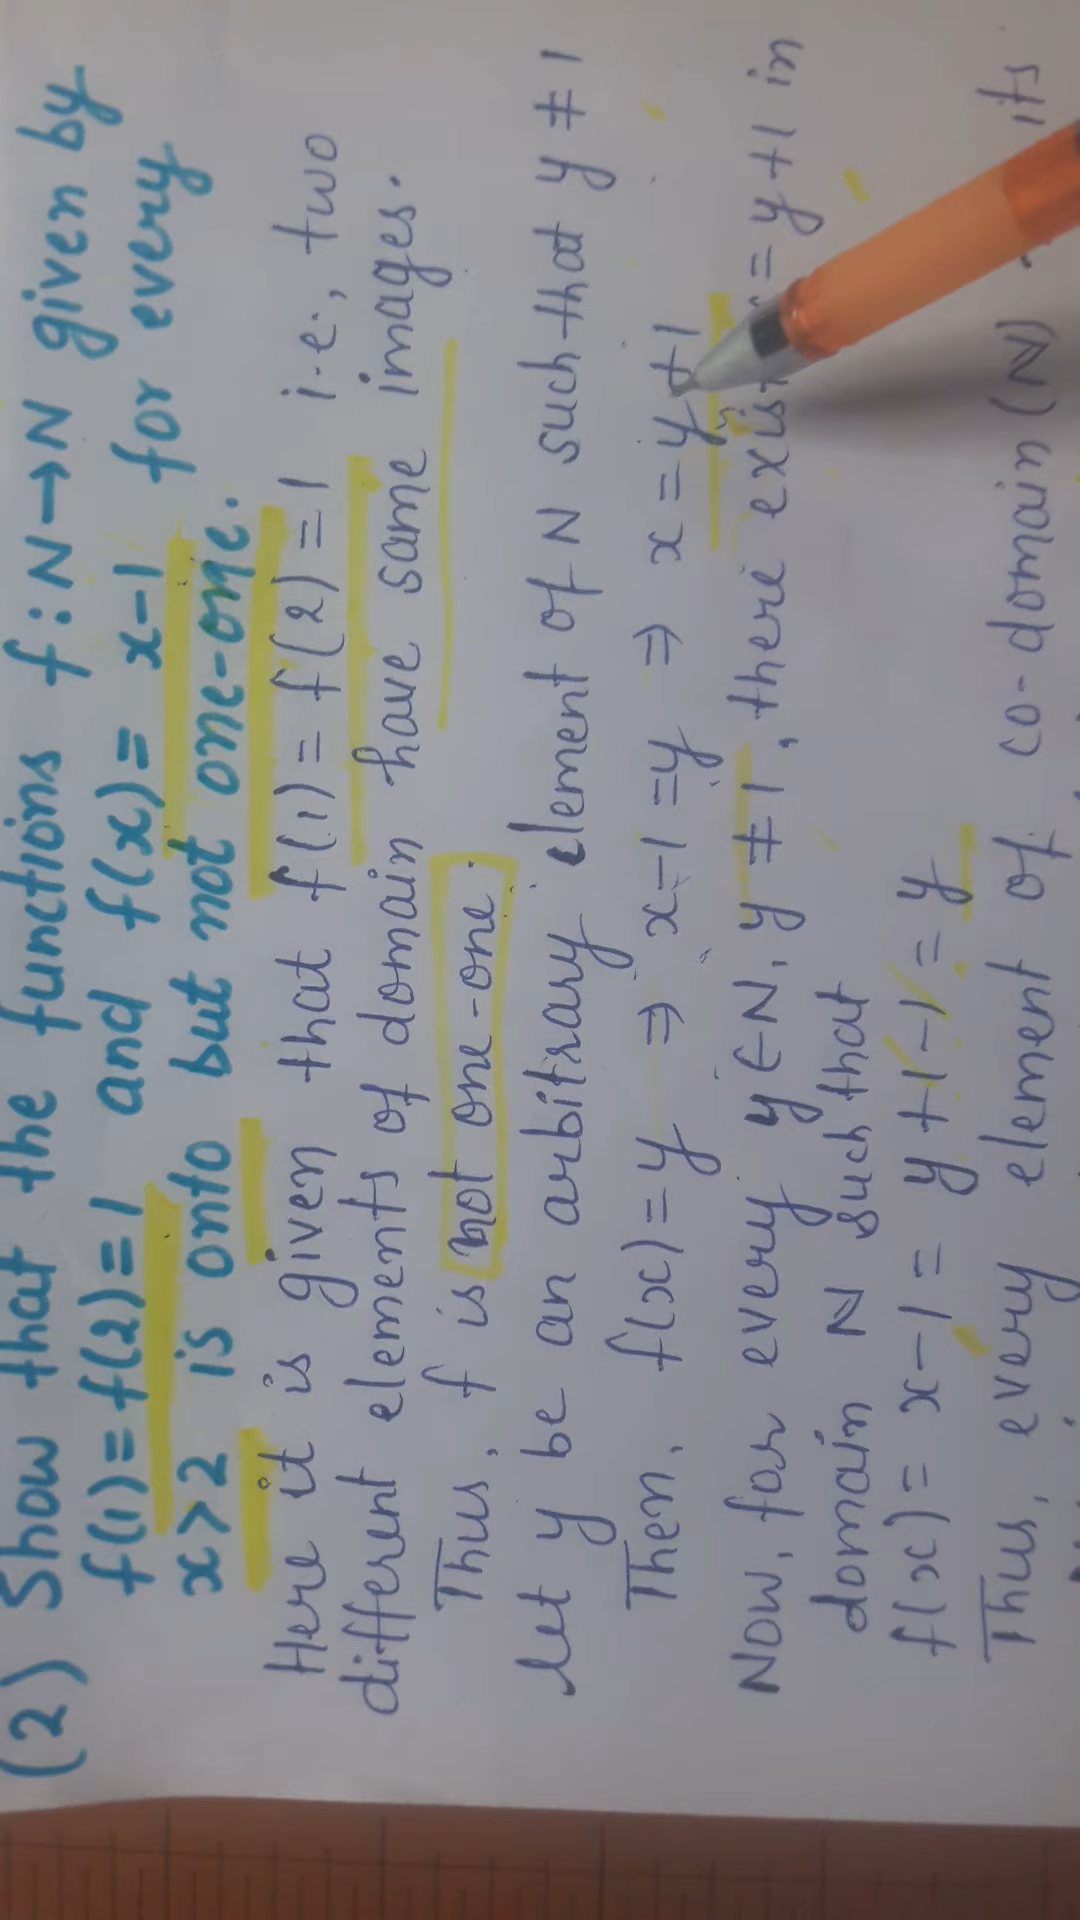 (2) Show that the functions f : N → N given by
f(1) = f(2) = 1 and f(x) = x-1 for every
x > 2 is onto but not one-one.
Here it is given that f(1) = f(2) = 1 i.e., two
different elements of domain have same images.
Thus, f is not one-one.
Let y be an arbitrary element of N such that y ≠ 1
Then, f(x) = y ⇒ x-1 = y ⇒ x = y+1
Now, for every y ∈ N, y ≠ 1, there = y+1 in
domain N such that
f(x) = x-1 = y+1-1 = y
Thus, every element of co-domain (N) its